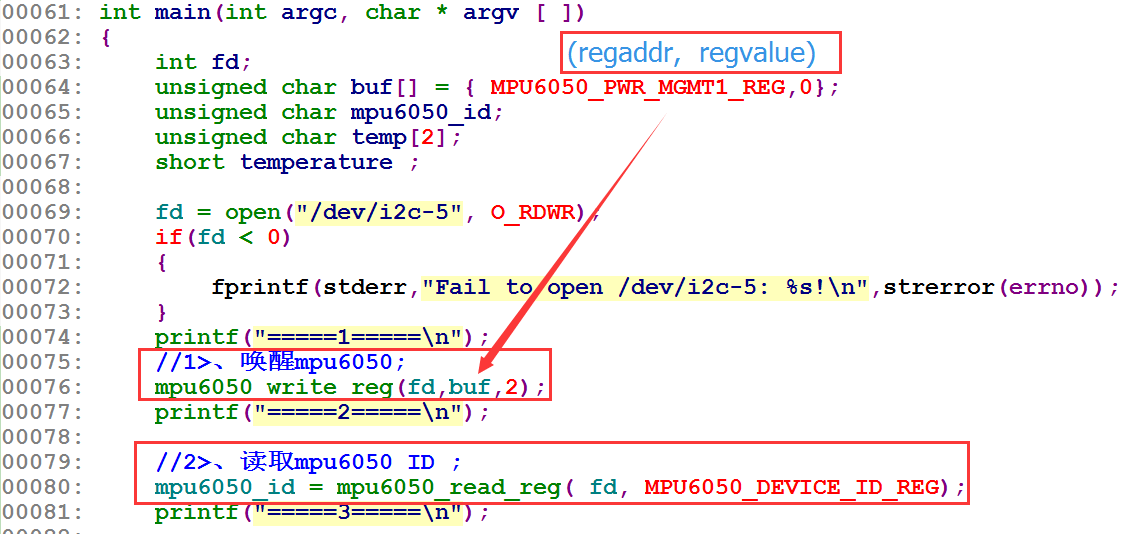 00061: int main(int argc, char * argv [ ])
00062: {
(regaddr, regvalue)
00063: int fd;
00064: unsigned char buf[] = { MPU6050_PWR_MGMT1_REG,0};
00065: unsigned char mpu6050_id;
00066: unsigned char temp[2];
00067: short temperature ;
00068:
00069: fd = open("/dev/i2c-5", O_RDWR);
00070: if(fd < 0)
00071: {
00072: fprintf(stderr,"Fail to open /dev/i2c-5: %s!\n",strerror(errno));
00073: }
00074: printf("=====1=====\n");
00075: //1>、唤醒mpu6050;
00076: mpu6050_write_reg(fd,buf,2);
00077: printf("=====2=====\n");
00078:
00079: //2>、读取mpu6050 ID ;
00080: mpu6050_id = mpu6050_read_reg( fd, MPU6050_DEVICE_ID_REG);
00081: printf("=====3=====\n");